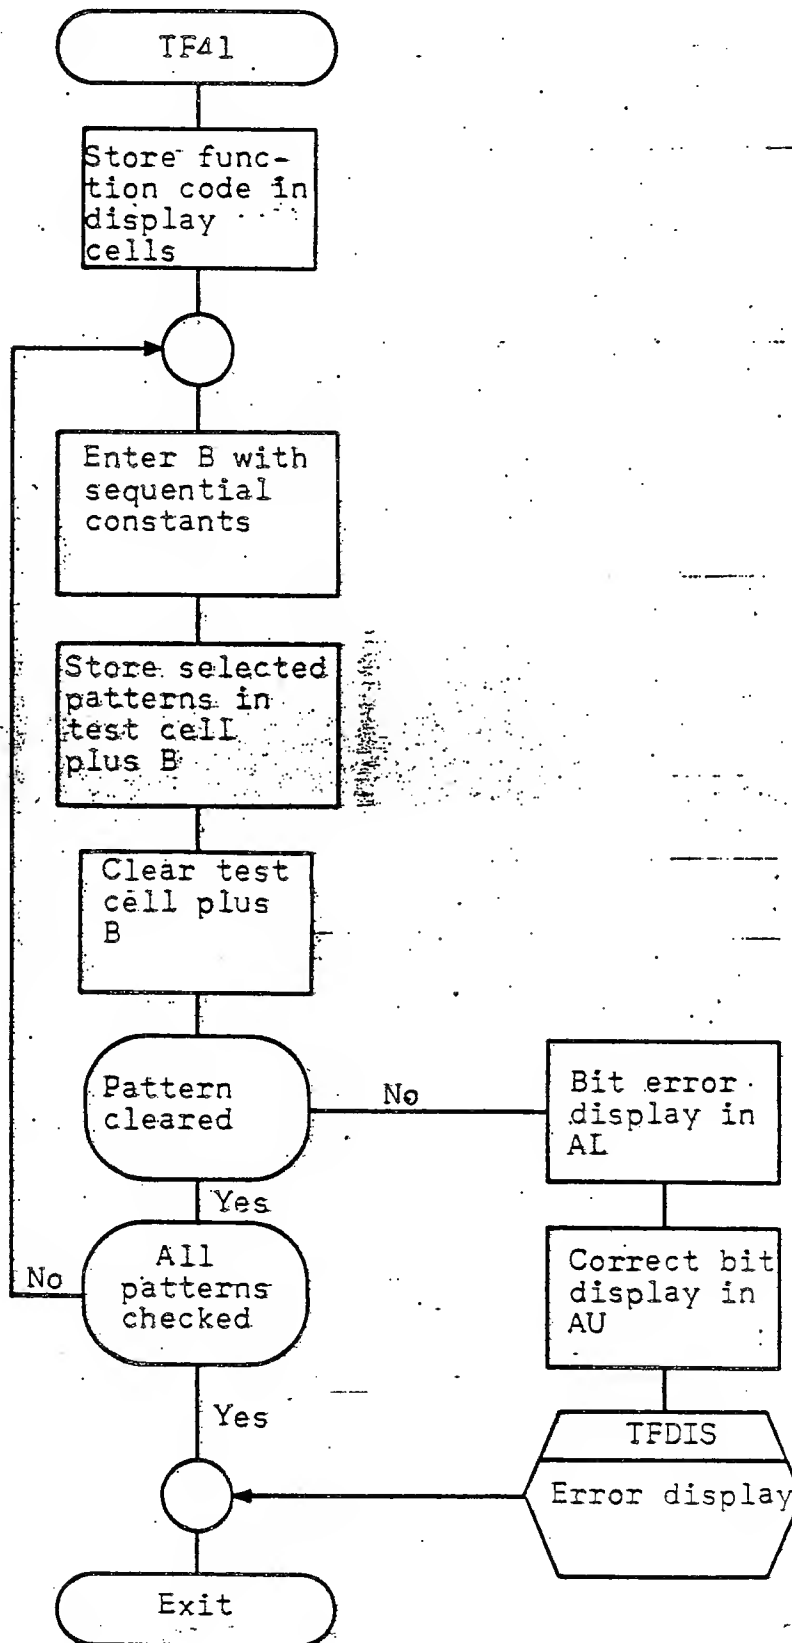 TF41
Store func-
tion code in
display
cells
Enter B with
sequential
constants
Store selected
patterns in
test cell
plus B
Clear test
cell plus
B
Pattern
cleared
No
Bit error
display in
AL
Yes
All
patterns
checked
No
Correct bit
display in
AU
Yes
TFDIS
Error display
Exit